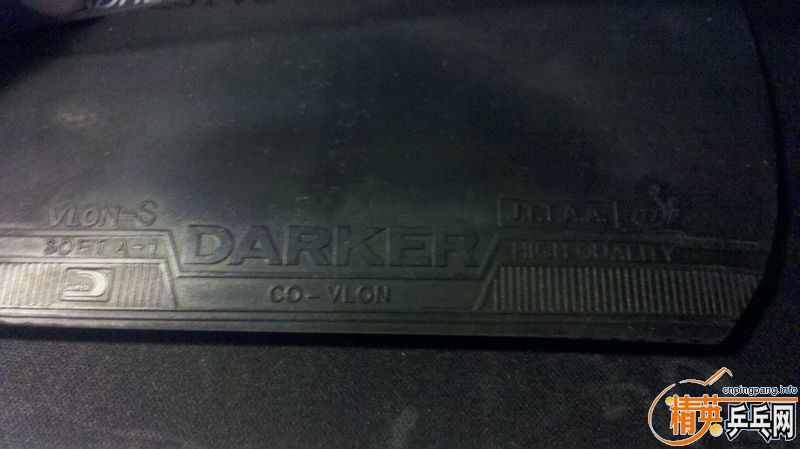 VLON-S
SOFT A-1
DARKER
J.T.T.A.A.
HIGH QUALITY
CO-VLON
cnpingpang.info
精英乒乓网